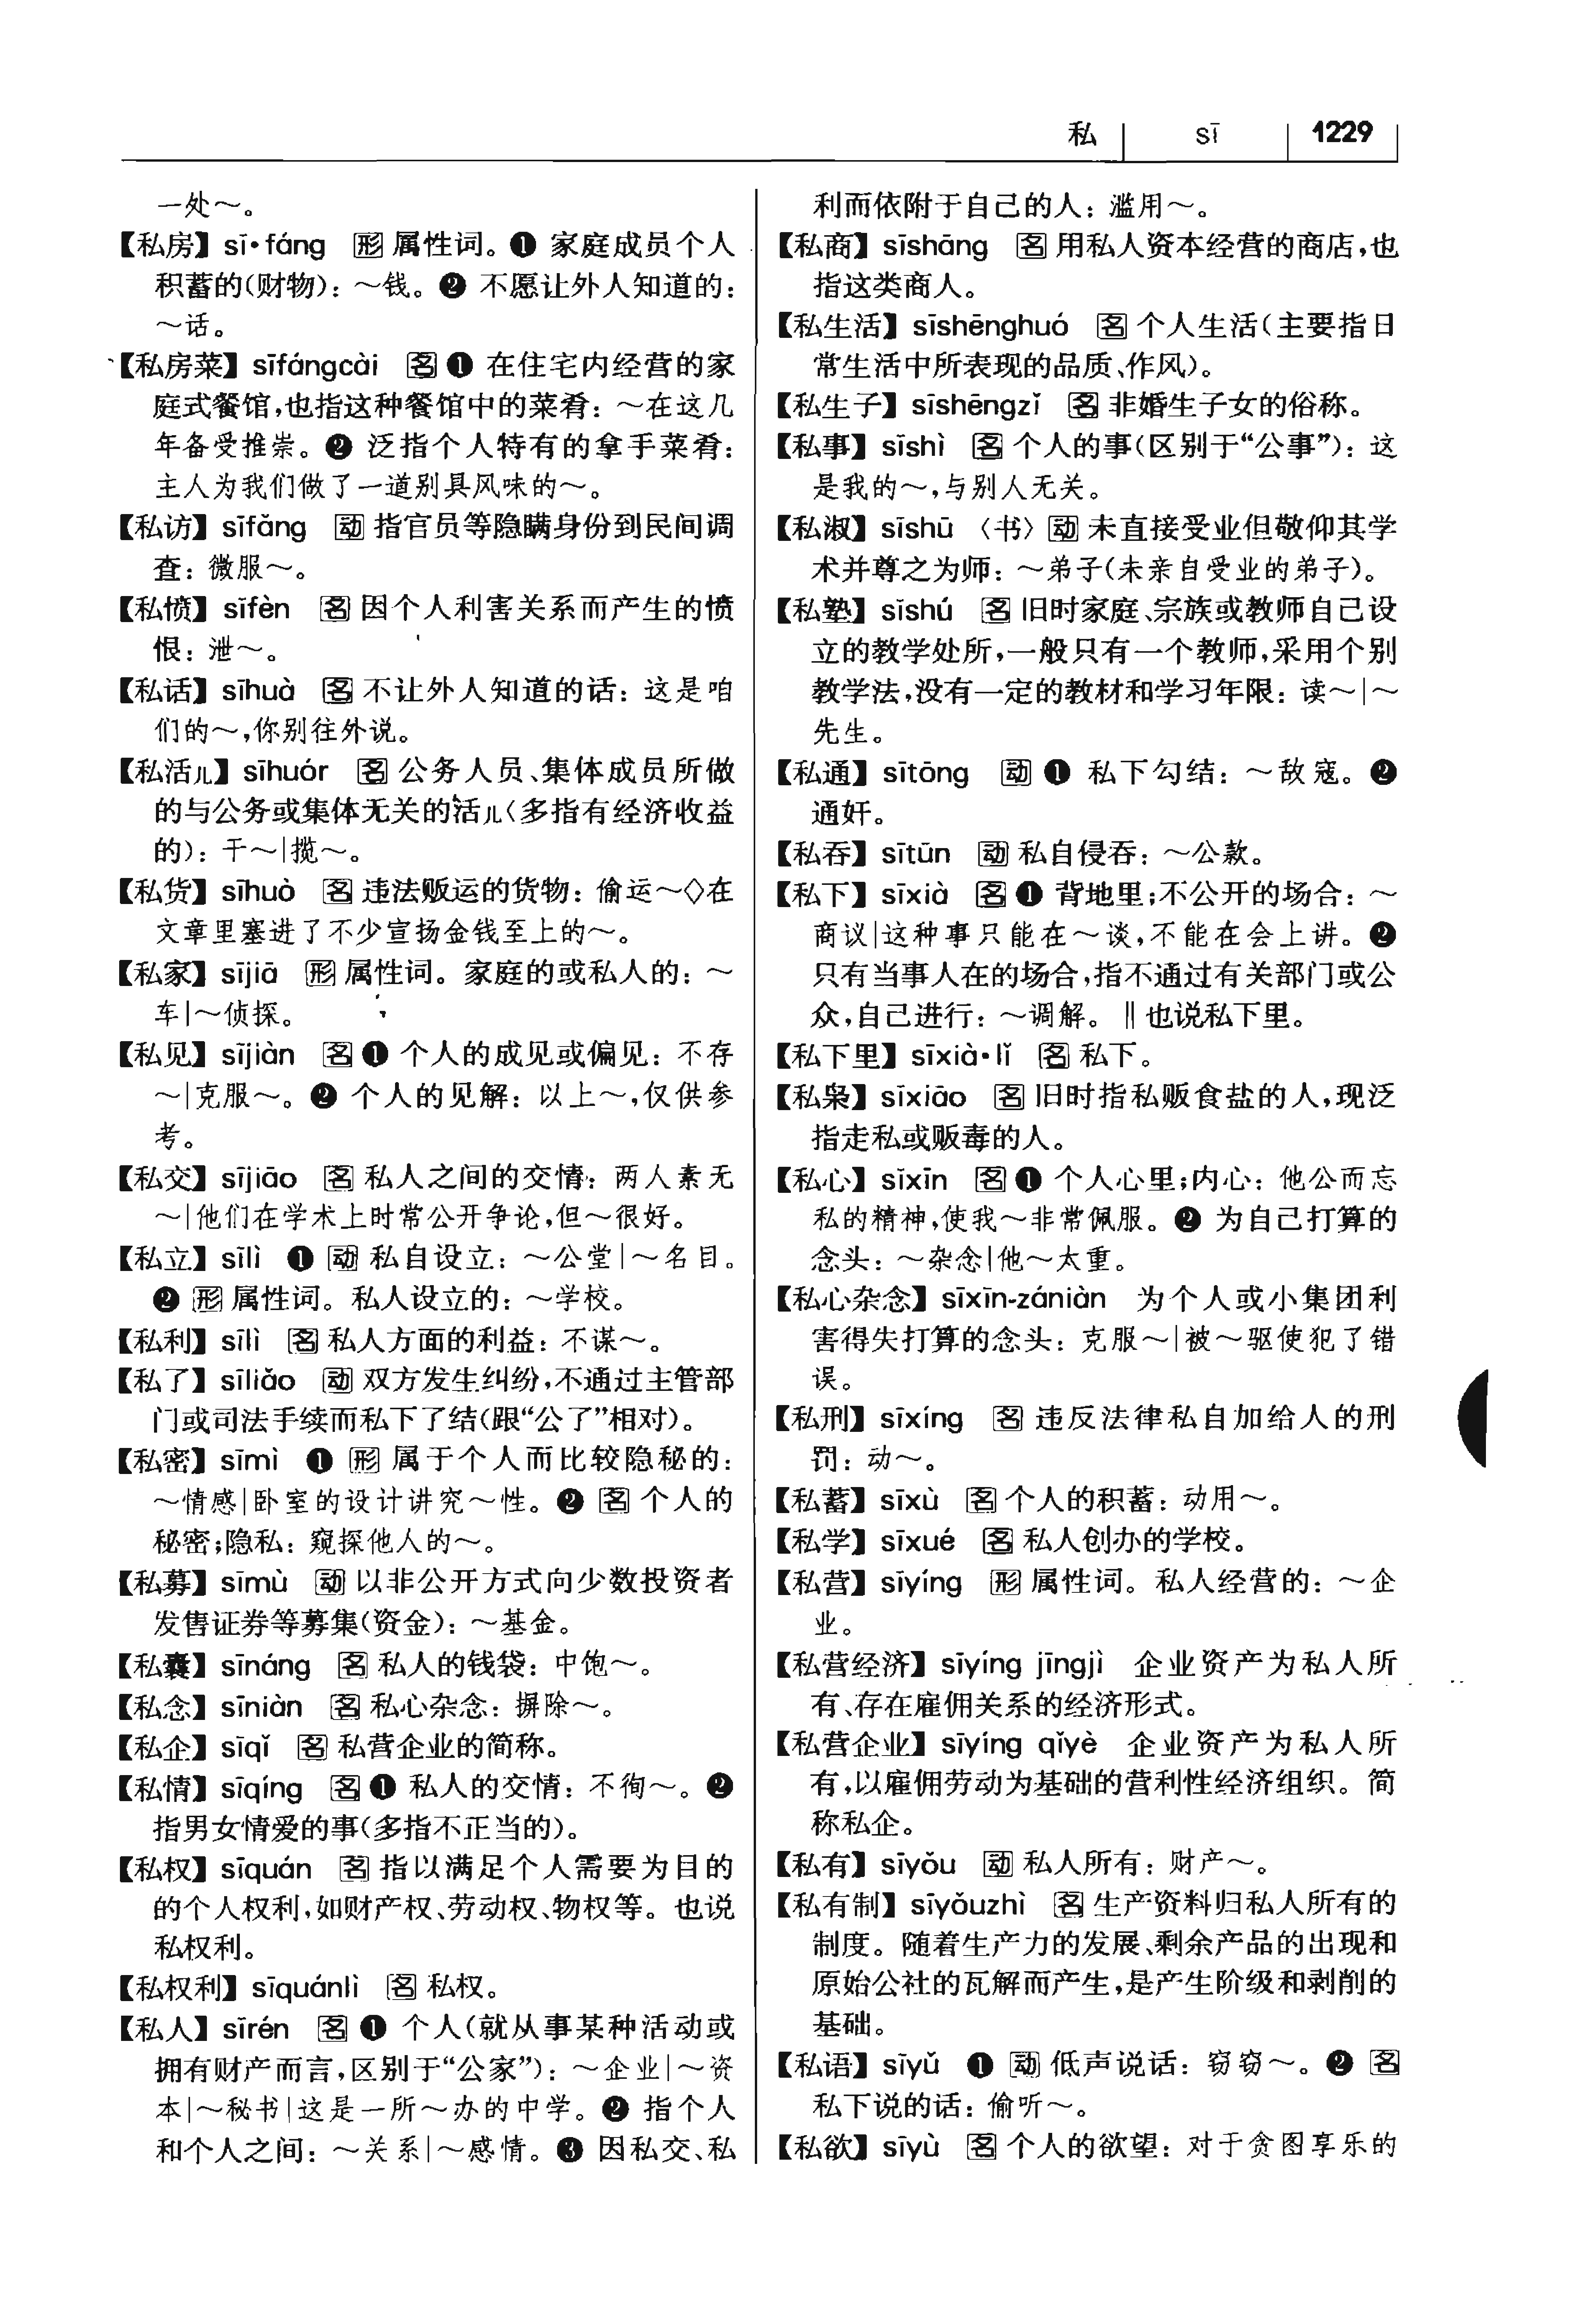 私 sī 1229
一处～。
【私房】 sī·fáng 形 属性词。❶ 家庭成员个人
积蓄的(财物)：～钱。❷ 不愿让外人知道的：
～话。
【私房菜】 sīfángcài 名 ❶ 在住宅内经营的家
庭式餐馆，也指这种餐馆中的菜肴：～在这几
年备受推崇。❷ 泛指个人特有的拿手菜肴：
主人为我们做了一道别具风味的～。
【私访】 sīfǎng 动 指官员等隐瞒身份到民间调
查：微服～。
【私愤】 sīfèn 名 因个人利害关系而产生的愤
恨：泄～。
【私话】 sīhuà 名 不让外人知道的话：这是咱
们的～，你别往外说。
【私活儿】 sīhuór 名 公务人员、集体成员所做
的与公务或集体无关的活儿(多指有经济收益
的)：干～|揽～。
【私货】 sīhuò 名 违法贩运的货物：偷运～◇在
文章里塞进了不少宣扬金钱至上的～。
【私家】 sījiā 形 属性词。家庭的或私人的：～
车|～侦探。
【私见】 sījiàn 名 ❶ 个人的成见或偏见：不存
～|克服～。❷ 个人的见解：以上～，仅供参
考。
【私交】 sījiāo 名 私人之间的交情：两人素无
～|他们在学术上时常公开争论，但～很好。
【私立】 sīlì ❶ 动 私自设立：～公堂|～名目。
❷ 形 属性词。私人设立的：～学校。
【私利】 sīlì 名 私人方面的利益：不谋～。
【私了】 sīliǎo 动 双方发生纠纷，不通过主管部
门或司法手续而私下了结(跟“公了”相对)。
【私密】 sīmì ❶ 形 属于个人而比较隐秘的：
～情感|卧室的设计讲究～性。❷ 名 个人的
秘密；隐私：窥探他人的～。
【私募】 sīmù 动 以非公开方式向少数投资者
发售证券等募集(资金)：～基金。
【私囊】 sīnáng 名 私人的钱袋：中饱～。
【私念】 sīniàn 名 私心杂念：摒除～。
【私企】 sīqǐ 名 私营企业的简称。
【私情】 sīqíng 名 ❶ 私人的交情：不徇～。❷
指男女情爱的事(多指不正当的)。
【私权】 sīquán 名 指以满足个人需要为目的
的个人权利，如财产权、劳动权、物权等。也说
私权利。
【私权利】 sīquánlì 名 私权。
【私人】 sīrén 名 ❶ 个人(就从事某种活动或
拥有财产而言，区别于“公家”)：～企业|～资
本|～秘书|这是一所～办的中学。❷ 指个人
和个人之间：～关系|～感情。❸ 因私交、私
利而依附于自己的人：滥用～。
【私商】 sīshāng 名 用私人资本经营的商店，也
指这类商人。
【私生活】 sīshēnghuó 名 个人生活(主要指日
常生活中所表现的品质、作风)。
【私生子】 sīshēngzǐ 名 非婚生子女的俗称。
【私事】 sīshì 名 个人的事(区别于“公事”)：这
是我的～，与别人无关。
【私淑】 sīshū 〈书〉 动 未直接受业但敬仰其学
术并尊之为师：～弟子(未亲自受业的弟子)。
【私塾】 sīshú 名 旧时家庭、宗族或教师自己设
立的教学处所，一般只有一个教师，采用个别
教学法，没有一定的教材和学习年限：读～|～
先生。
【私通】 sītōng 动 ❶ 私下勾结：～敌寇。❷
通奸。
【私吞】 sītūn 动 私自侵吞：～公款。
【私下】 sīxià 名 ❶ 背地里；不公开的场合：～
商议|这种事只能在～谈，不能在会上讲。❷
只有当事人在的场合，指不通过有关部门或公
众，自己进行：～调解。‖也说私下里。
【私下里】 sīxià·lǐ 名 私下。
【私枭】 sīxiāo 名 旧时指私贩食盐的人，现泛
指走私或贩毒的人。
【私心】 sīxīn 名 ❶ 个人心里；内心：他公而忘
私的精神，使我～非常佩服。❷ 为自己打算的
念头：～杂念|他～太重。
【私心杂念】 sīxīn-zániàn 为个人或小集团利
害得失打算的念头：克服～|被～驱使犯了错
误。
【私刑】 sīxíng 名 违反法律私自加给人的刑
罚：动～。
【私蓄】 sīxù 名 个人的积蓄：动用～。
【私学】 sīxué 名 私人创办的学校。
【私营】 sīyíng 形 属性词。私人经营的：～企
业。
【私营经济】 sīyíng jīngjì 企业资产为私人所
有、存在雇佣关系的经济形式。
【私营企业】 sīyíng qǐyè 企业资产为私人所
有，以雇佣劳动为基础的营利性经济组织。简
称私企。
【私有】 sīyǒu 动 私人所有：财产～。
【私有制】 sīyǒuzhì 名 生产资料归私人所有的
制度。随着生产力的发展、剩余产品的出现和
原始公社的瓦解而产生，是产生阶级和剥削的
基础。
【私语】 sīyǔ ❶ 动 低声说话：窃窃～。❷ 名
私下说的话：偷听～。
【私欲】 sīyù 名 个人的欲望：对于贪图享乐的